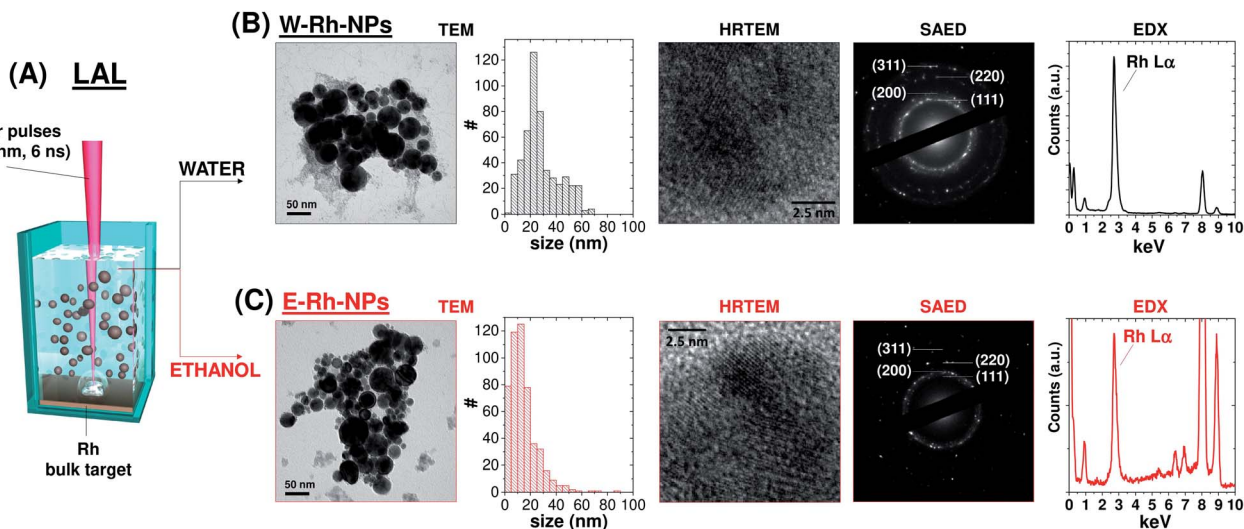 (A) LAL
r pulses
nm, 6 ns)
WATER
ETHANOL
Rh
bulk target
(B) W-Rh-NPs
TEM
50 nm
#
120
100
80
60
40
20
0
0 20 40 60 80 100
size (nm)
HRTEM
2.5 nm
SAED
(311)
(220)
(200)
(111)
EDX
Rh Lα
Counts (a.u.)
0 1 2 3 4 5 6 7 8 9 10
keV
(C) E-Rh-NPs
TEM
50 nm
#
120
100
80
60
40
20
0
0 20 40 60 80 100
size (nm)
HRTEM
2.5 nm
SAED
(311)
(220)
(200)
(111)
EDX
Rh Lα
Counts (a.u.)
0 1 2 3 4 5 6 7 8 9 10
keV